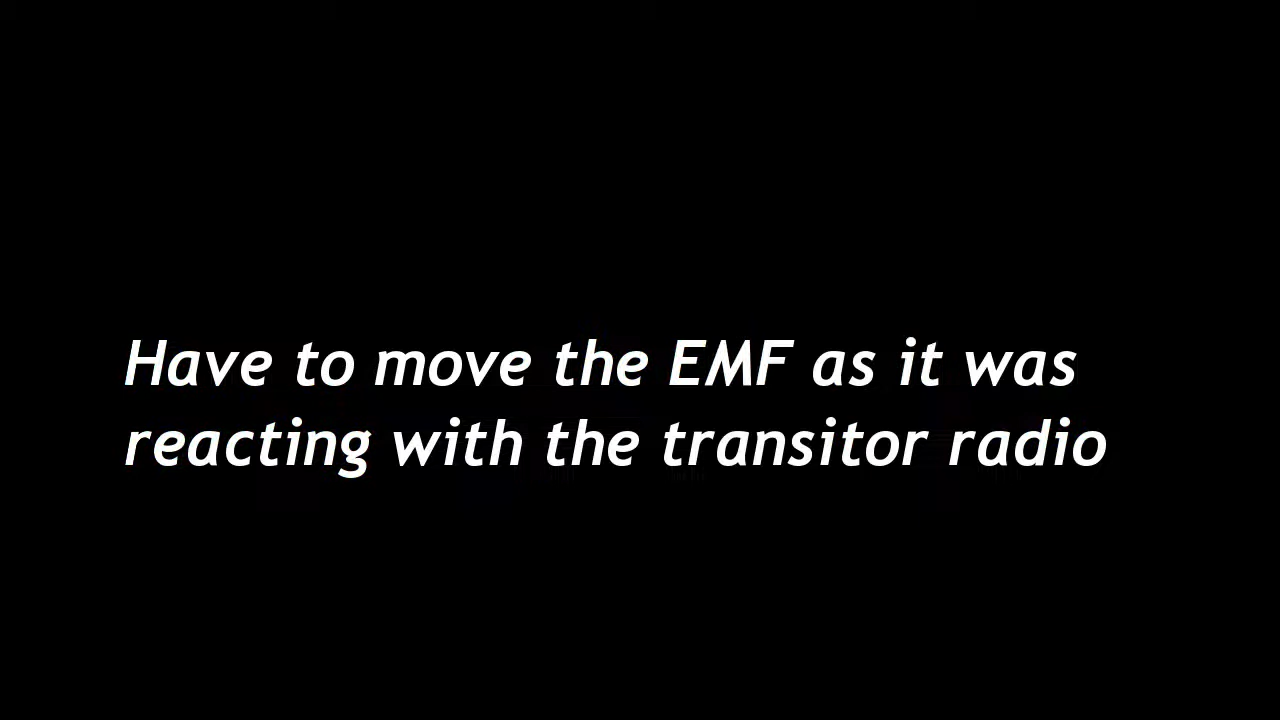 Have to move the EMF as it was
reacting with the transitor radio